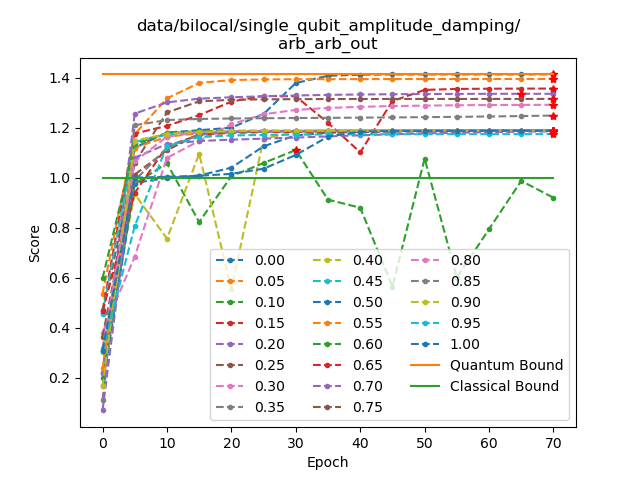 data/bilocal/single_qubit_amplitude_damping/
arb_arb_out
Score
1.4
1.2
1.0
0.8
0.6
0.4
0.2
0 10 20 30 40 50 60 70
Epoch
0.00 0.40 0.80
0.05 0.45 0.85
0.10 0.50 0.90
0.15 0.55 0.95
0.20 0.60 1.00
0.25 0.65 Quantum Bound
0.30 0.70 Classical Bound
0.35 0.75